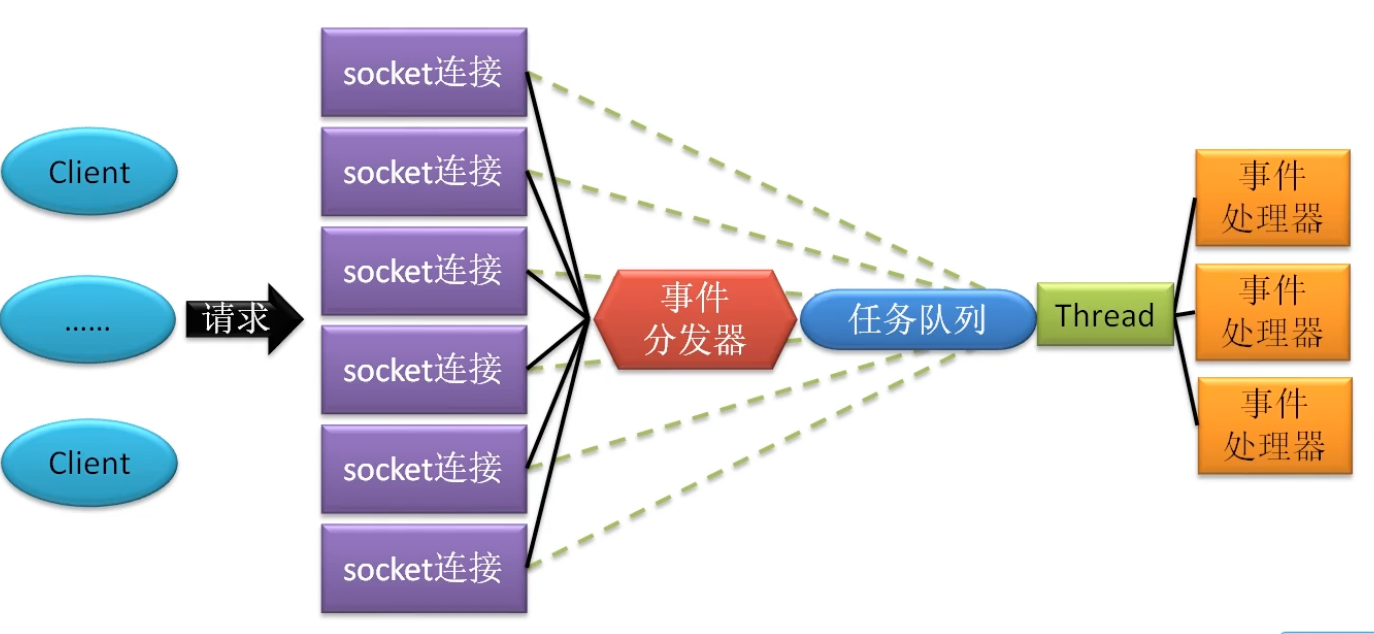 Client
……
Client
请求
socket连接
socket连接
socket连接
socket连接
socket连接
socket连接
事件
分发器
任务队列
Thread
事件
处理器
事件
处理器
事件
处理器